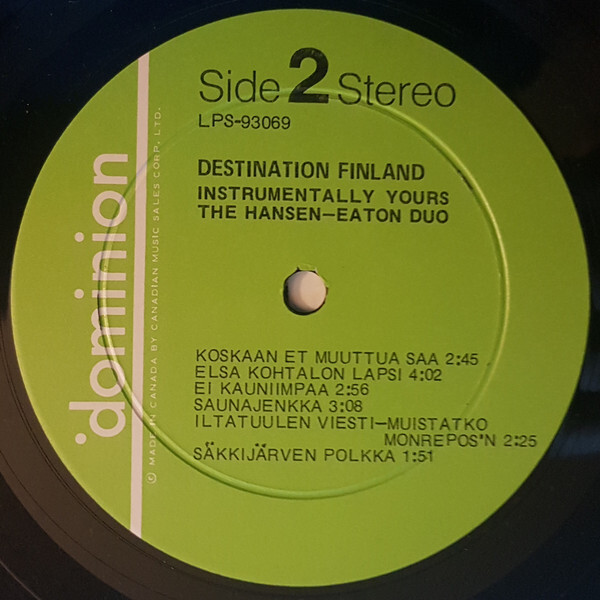 Side 2 Stereo
LPS-93069
DESTINATION FINLAND
INSTRUMENTALLY YOURS
THE HANSEN-EATON DUO
KOSKAAN ET MUUTTUA SAA 2:45
ELSA KOHTALON LAPSI 4:02
EI KAUNIIMPAA 2:56
SAUNAJENKKA 3:08
ILTATUULEN VIESTI-MUISTATKO
MONREPOS'N 2:25
SÄKKIJÄRVEN POLKKA 1:51
dominion
© MADE IN CANADA BY CANADIAN MUSIC SALES CORP. LTD.